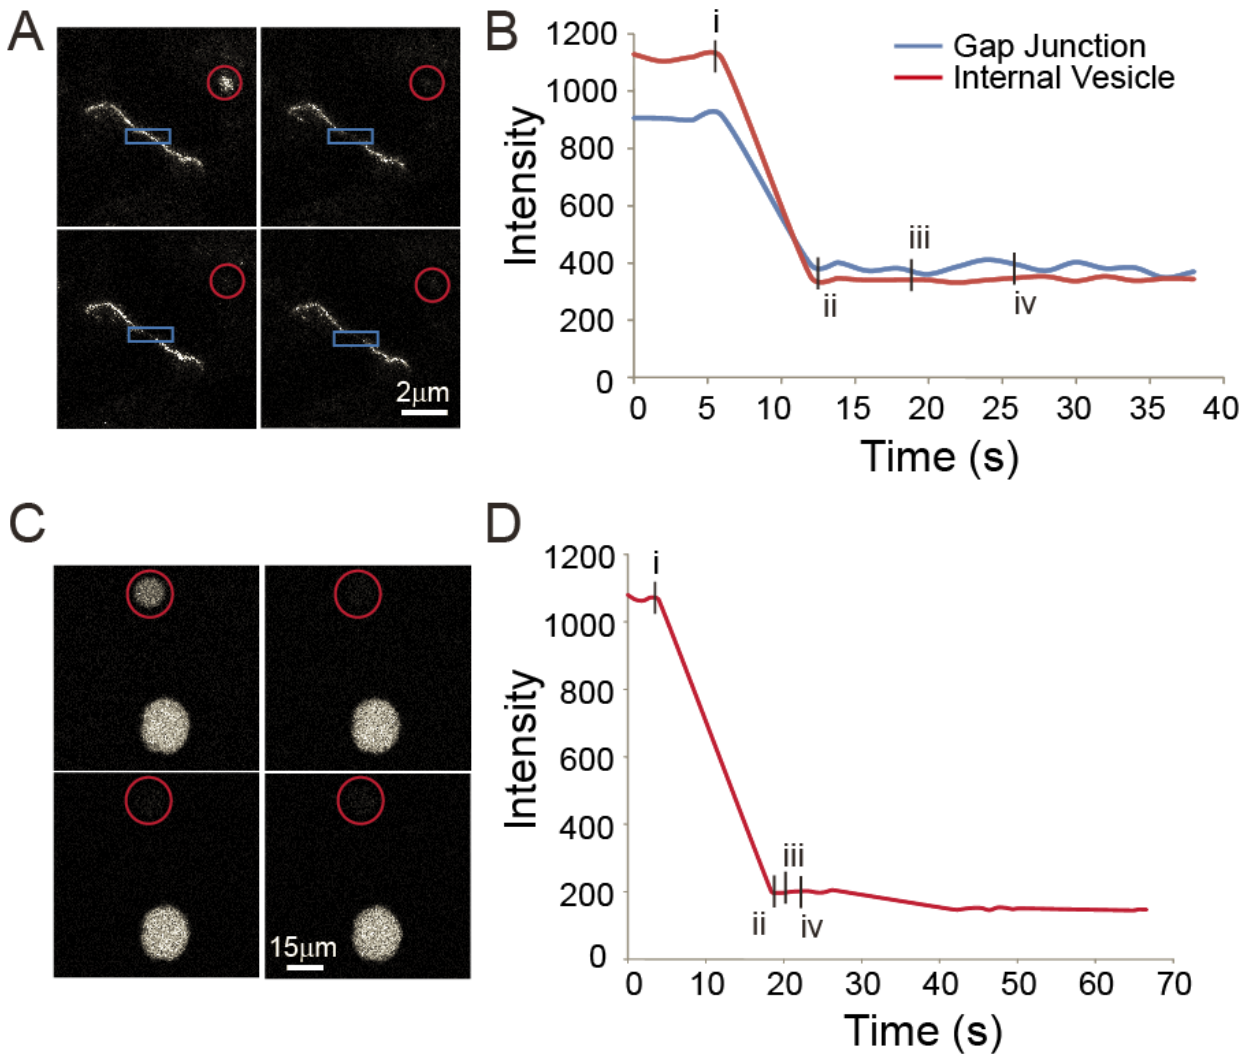 A
2μm
B
1200
1000
800
600
400
200
0
Intensity
i
ii
iii
iv
Gap Junction
Internal Vesicle
0 5 10 15 20 25 30 35 40
Time (s)
C
15μm
D
1200
1000
800
600
400
200
0
Intensity
i
ii
iii
iv
0 10 20 30 40 50 60 70
Time (s)